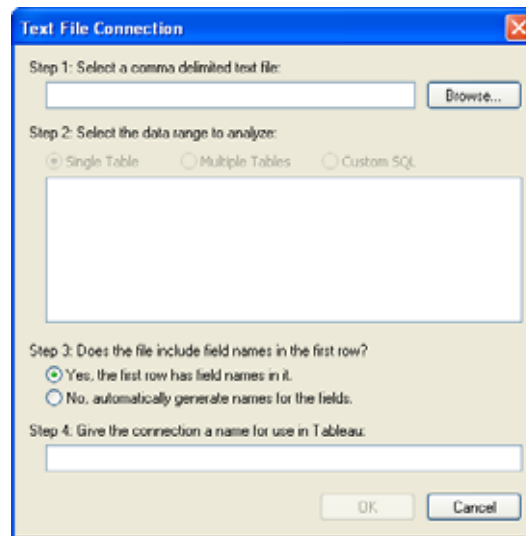 Text File Connection
Step 1: Select a comma delimited text file:
Browse...
Step 2: Select the data range to analyze:
Single Table Multiple Tables Custom SQL
Step 3: Does the file include field names in the first row?
Yes, the first row has field names in it.
No, automatically generate names for the fields.
Step 4: Give the connection a name for use in Tableau:
OK Cancel